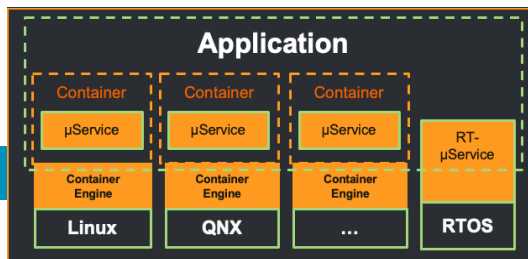 Application
Container Container Container
µService µService µService RT-
µService
Container Container Container
Engine Engine Engine
Linux QNX ... RTOS